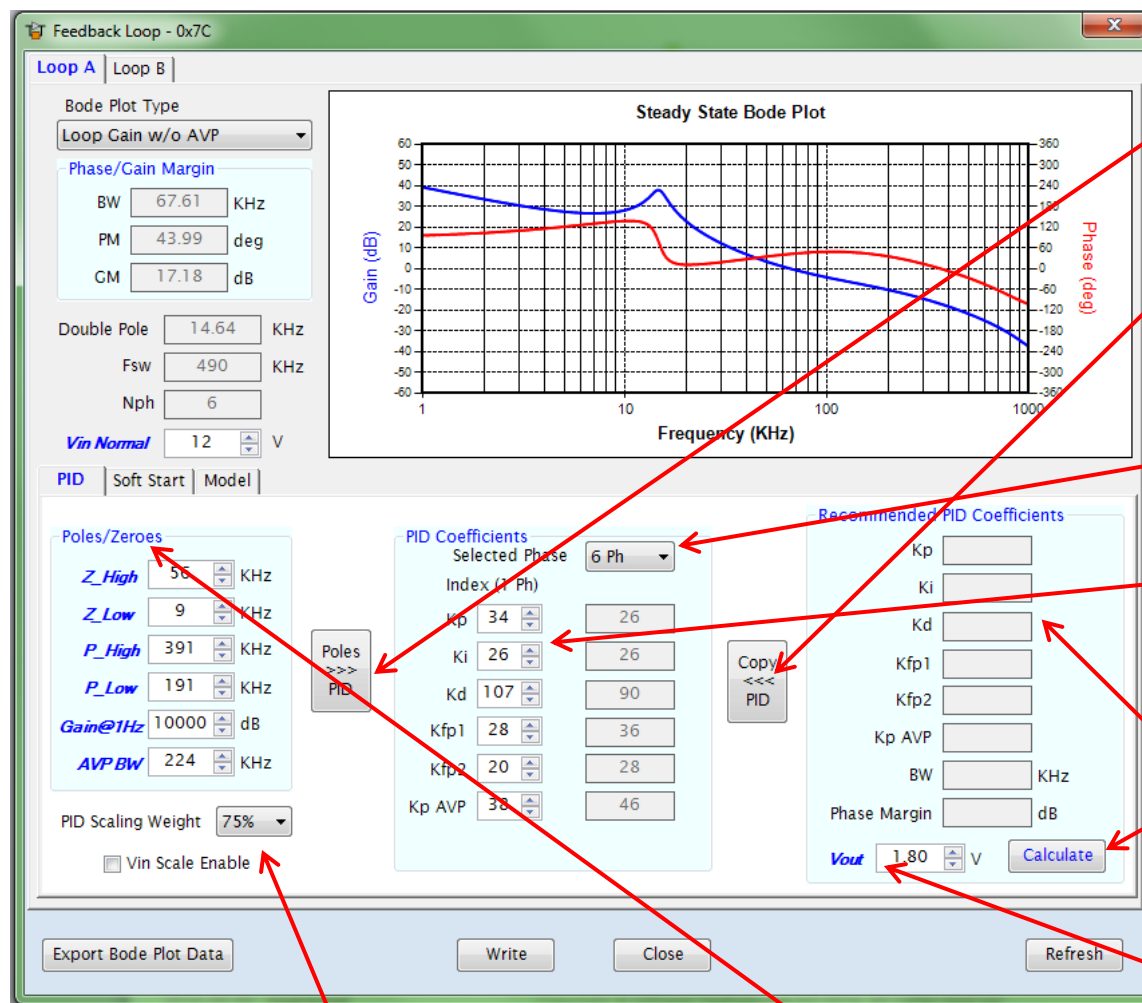 Feedback Loop - 0x7C
Loop A Loop B
Bode Plot Type
Loop Gain w/o AVP
Phase/Gain Margin
BW 67.61 KHz
PM 43.99 deg
GM 17.18 dB
Double Pole 14.64 KHz
Fsw 490 KHz
Nph 6
Vin Normal 12 V
Steady State Bode Plot
Gain (dB)
60
50
40
30
20
10
0
-10
-20
-30
-40
-50
-60
360
300
240
180
120
60
0
-60
-120
-180
-240
-300
-360
Phase (deg)
1 10 100 1000
Frequency (KHz)
PID Soft Start Model
Poles/Zeroes
Z_High 56 KHz
Z_Low 9 KHz
P_High 391 KHz
P_Low 191 KHz
Gain@1Hz 10000 dB
AVP BW 224 KHz
PID Scaling Weight 75%
Vin Scale Enable
Poles
>>>
PID
PID Coefficients
Selected Phase 6 Ph
Index (1 Ph)
Kp 34 26
Ki 26 26
Kd 107 90
Kfp1 28 36
Kfp2 20 28
Kp AVP 38 46
Copy
<<<
PID
Recommended PID Coefficients
Kp
Ki
Kd
Kfp1
Kfp2
Kp AVP
BW KHz
Phase Margin dB
Vout 1.80 V Calculate
Export Bode Plot Data Write Close Refresh